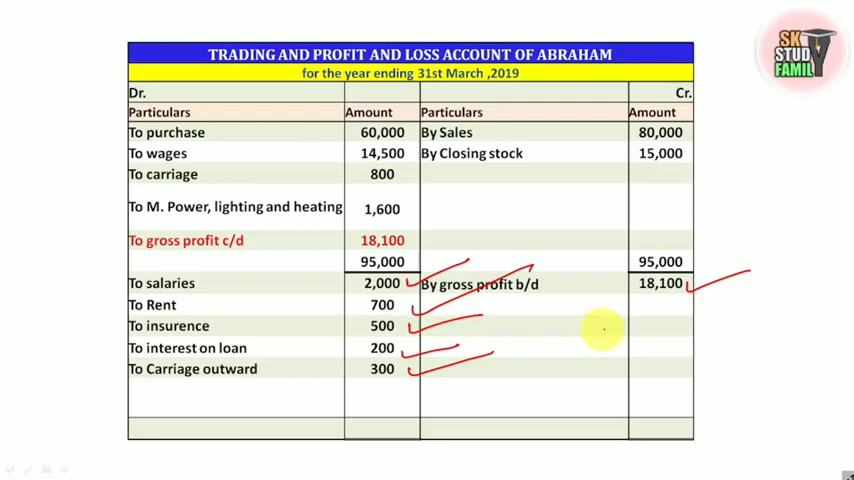 SK
STUDY
FAMILY
TRADING AND PROFIT AND LOSS ACCOUNT OF ABRAHAM
for the year ending 31st March ,2019
Dr. Cr.
Particulars Amount Particulars Amount
To purchase 60,000 By Sales 80,000
To wages 14,500 By Closing stock 15,000
To carriage 800
To M. Power, lighting and heating 1,600
To gross profit c/d 18,100
95,000 95,000
To salaries 2,000 By gross profit b/d 18,100
To Rent 700
To insurence 500
To interest on loan 200
To Carriage outward 300